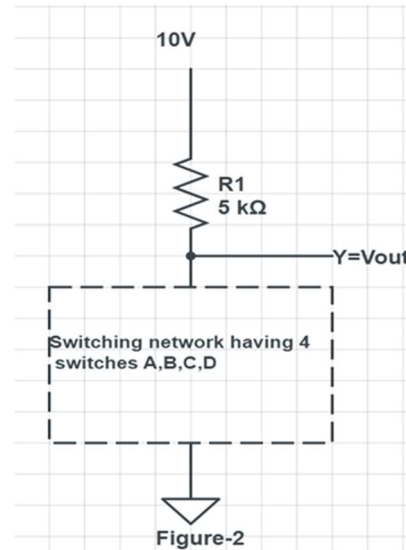 10V
R1
5 kΩ
Y=Vout
Switching network having 4
switches A,B,C,D
Figure-2